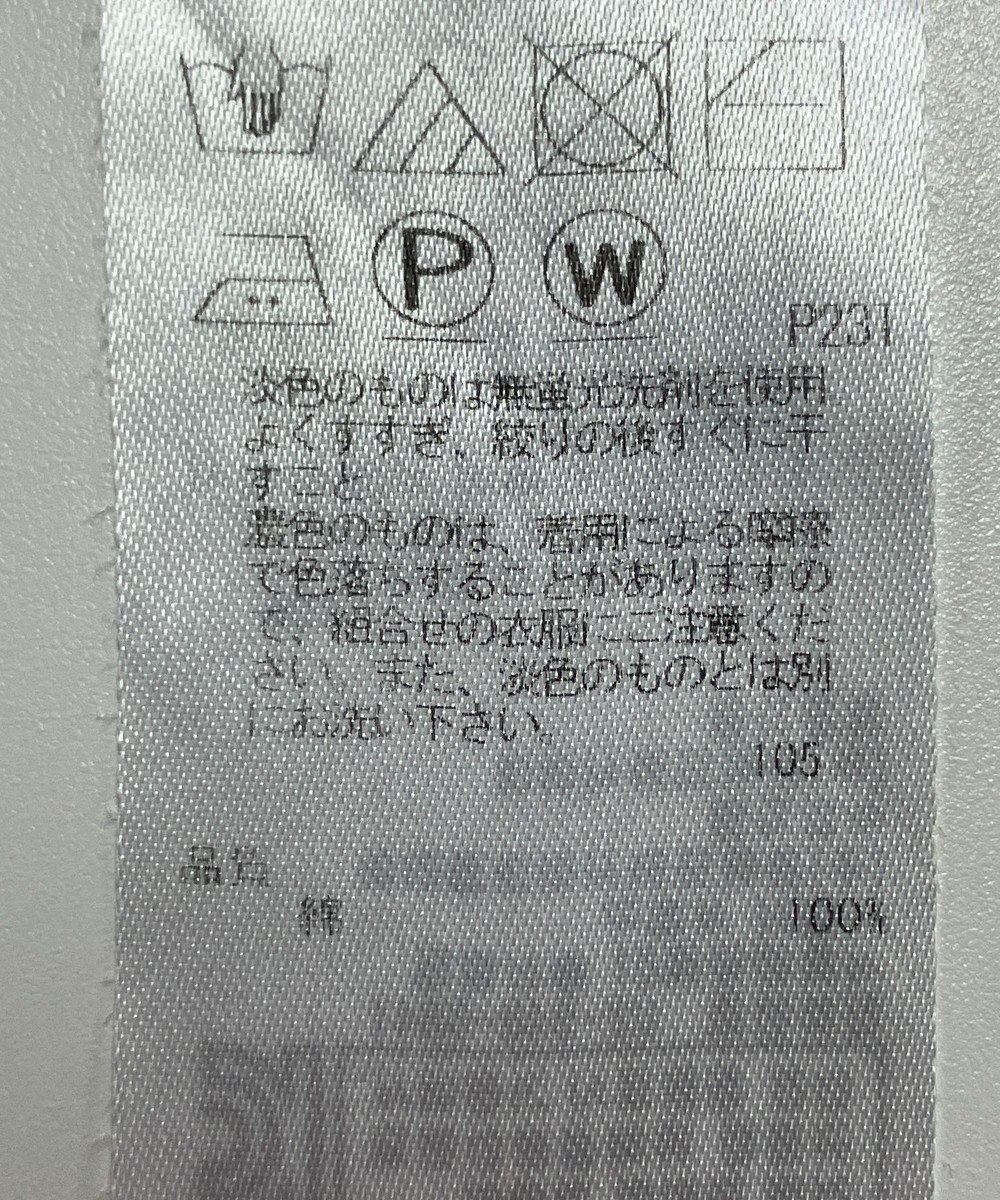 P
W
P231
淡色のものは無蛍光洗剤を使用
よくすすぎ、絞りの後すぐに干
すこと
濃色のものは、着用による摩擦
で色落ちすることがありますの
で、組合せの衣服にご注意くだ
さい。また、淡色のものとは別
にお洗い下さい。
105
品質
綿 100%